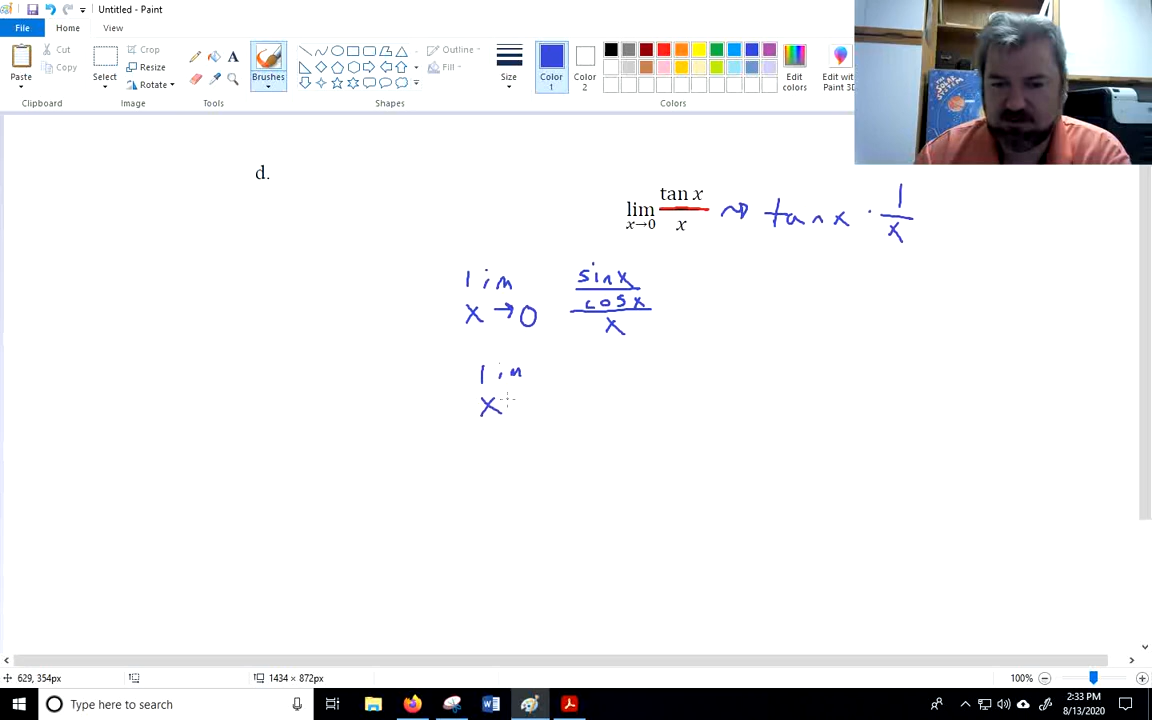 Untitled - Paint
File Home View
Paste Cut Copy Select Crop Resize Rotate A Brushes Outline Fill Size Color 1 Color 2 Edit colors Edit with Paint 3D
Clipboard Image Tools Shapes Colors
d.
lim x→0 tan x / x ⇝ tan x · 1/x
lim x→0 sin x / cos x / x
lim
x
629, 354px 1434 × 872px 100%
Type here to search 2:33 PM
8/13/2020